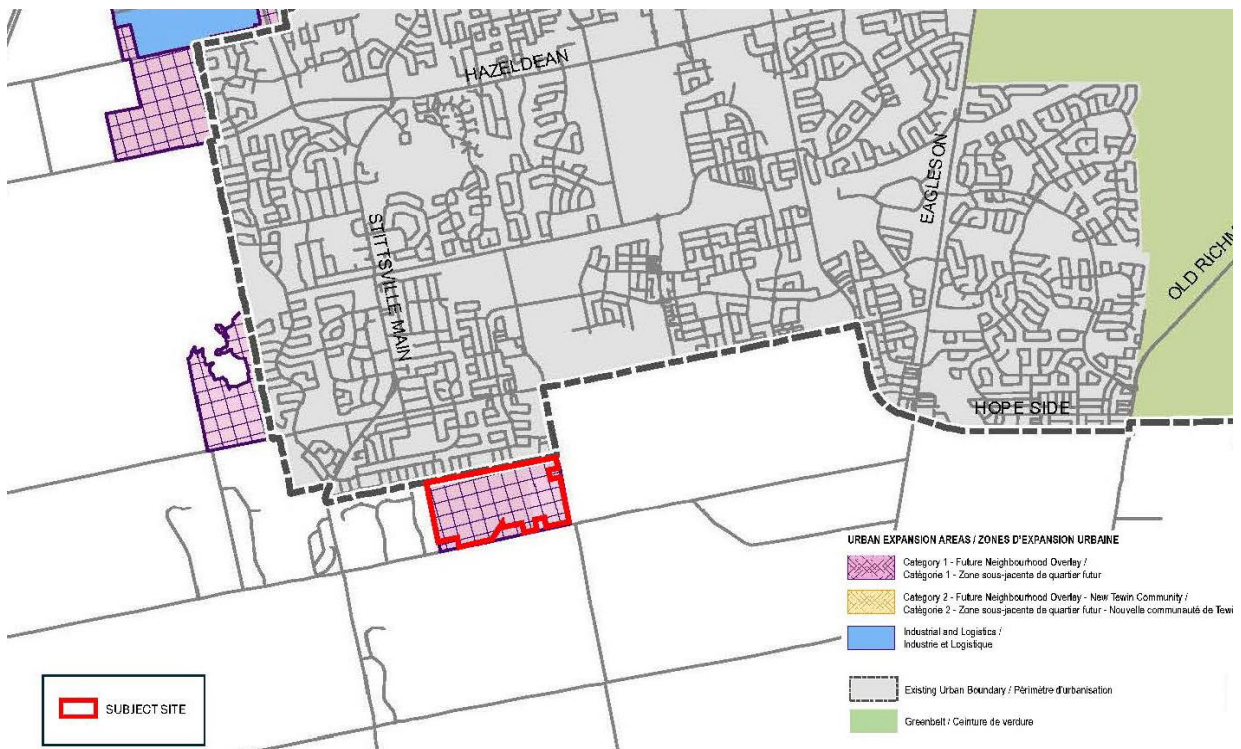 HAZELDEAN
EAGLESON
STITTSVILLE MAIN
OLD RICHM
HOPE SIDE
URBAN EXPANSION AREAS / ZONES D'EXPANSION URBAINE
Category 1 - Future Neighbourhood Overlay /
Catégorie 1 - Zone sous-jacente de quartier futur
Category 2 - Future Neighbourhood Overlay - New Tewin Community /
Catégorie 2 - Zone sous-jacente de quartier futur - Nouvelle communauté de Tewi
Industrial and Logistics /
Industrie et Logistique
Existing Urban Boundary / Périmètre d'urbanisation
Greenbelt / Ceinture de verdure
SUBJECT SITE